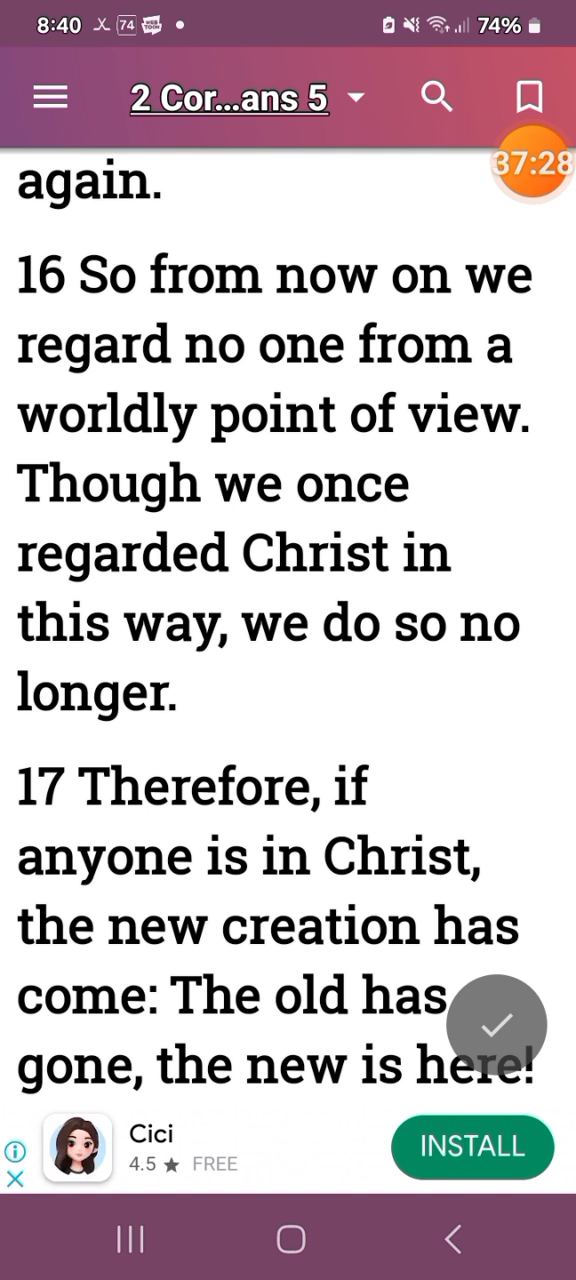 8:40 74 74%
2 Cor...ans 5
37:28
again.
16 So from now on we
regard no one from a
worldly point of view.
Though we once
regarded Christ in
this way, we do so no
longer.
17 Therefore, if
anyone is in Christ,
the new creation has
come: The old has
gone, the new is here!
Cici
4.5 ★ FREE
INSTALL